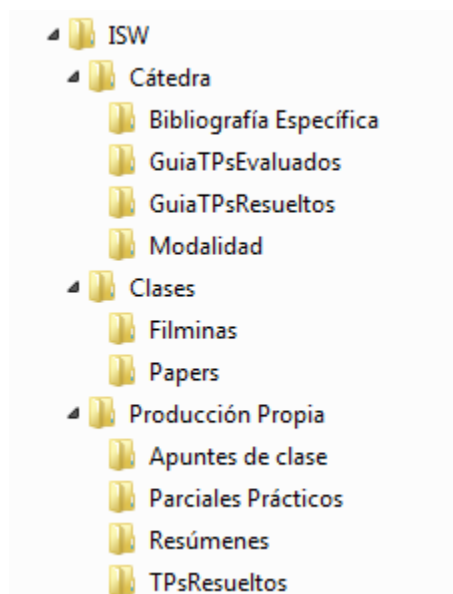 ISW
Cátedra
Bibliografía Específica
GuiaTPsEvaluados
GuiaTPsResueltos
Modalidad
Clases
Filminas
Papers
Producción Propia
Apuntes de clase
Parciales Prácticos
Resúmenes
TPsResueltos